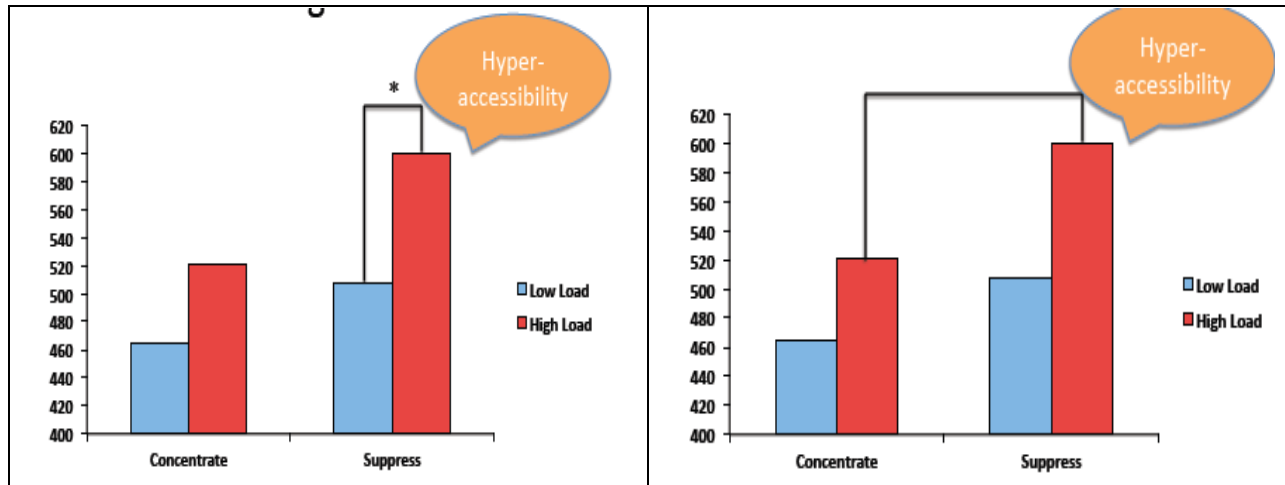 Hyper-
accessibility
*
620
600
580
560
540
520
500
480
460
440
420
400
Low Load
High Load
Concentrate
Suppress
Hyper-
accessibility
620
600
580
560
540
520
500
480
460
440
420
400
Low Load
High Load
Concentrate
Suppress